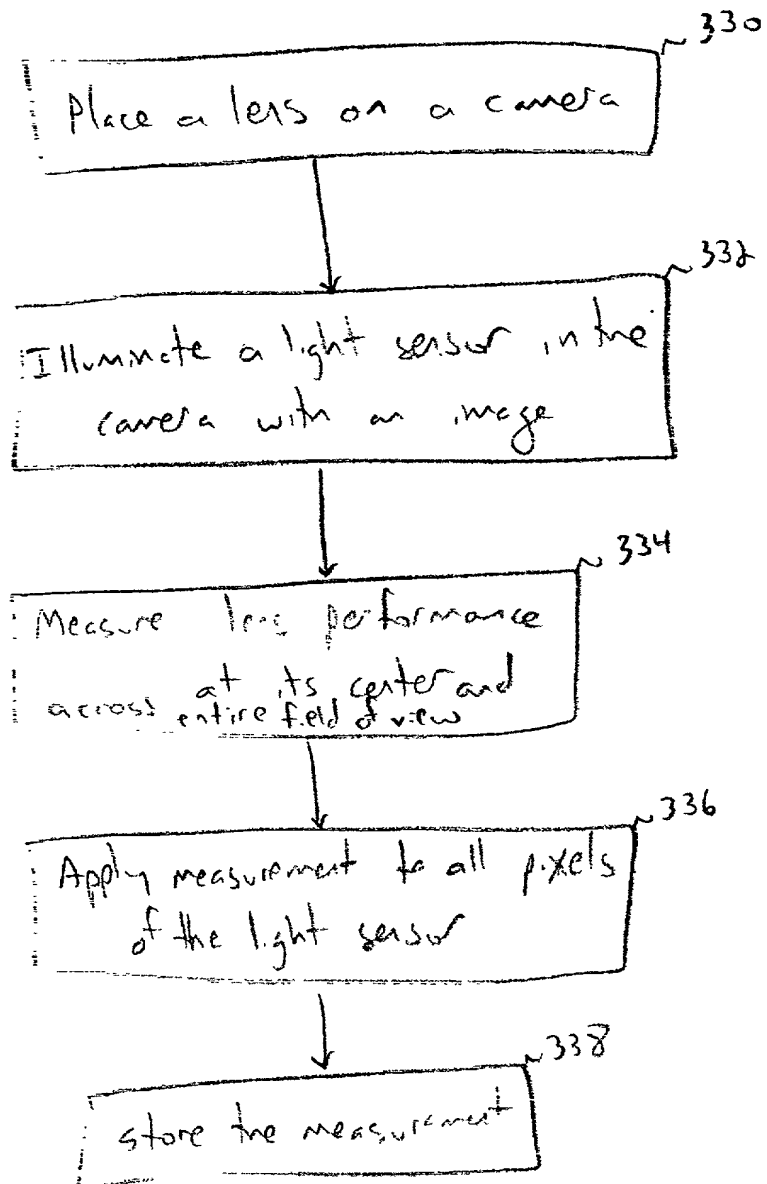 330
Place a lens on a camera
332
Illuminate a light sensor in the
camera with an image
334
Measure lens performance
across at its center and
entire field of view
336
Apply measurement to all pixels
of the light sensor
338
store the measurement